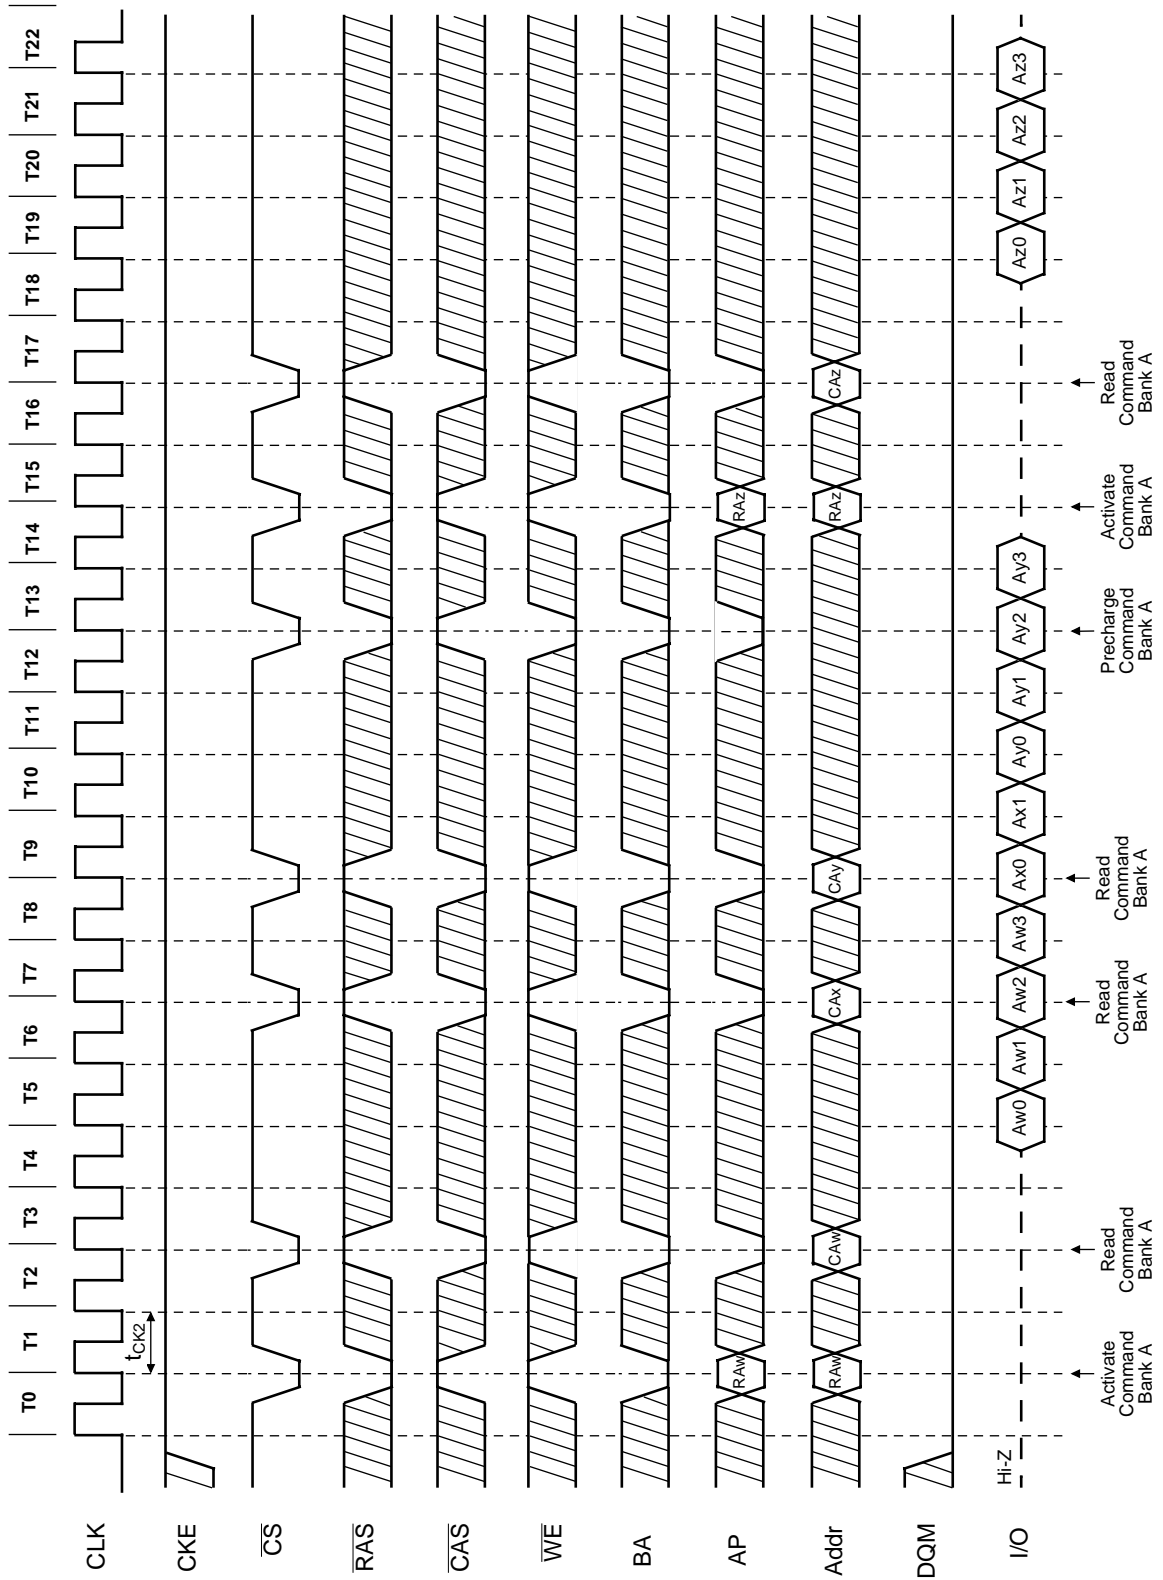 T0 T1 T2 T3 T4 T5 T6 T7 T8 T9 T10 T11 T12 T13 T14 T15 T16 T17 T18 T19 T20 T21 T22
CLK
tCK2
CKE
CS
RAS
CAS
WE
BA
AP RAw RAz
Addr RAw CAw CAx CAy RAz CAz
DQM
I/O Hi-Z Aw0 Aw1 Aw2 Aw3 Ax0 Ax1 Ay0 Ay1 Ay2 Ay3 Az0 Az1 Az2 Az3
Activate
Command
Bank A
Read
Command
Bank A
Read
Command
Bank A
Read
Command
Bank A
Precharge
Command
Bank A
Activate
Command
Bank A
Read
Command
Bank A